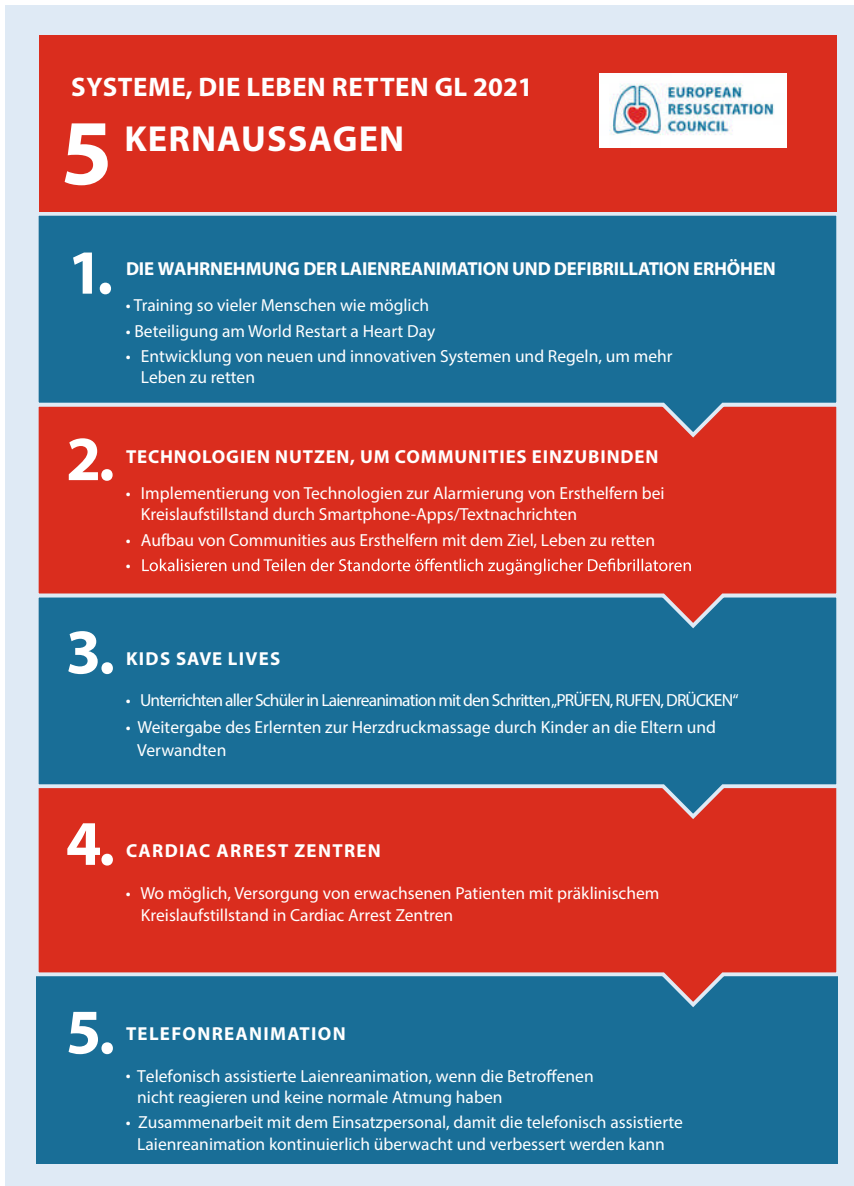 SYSTEME, DIE LEBEN RETTEN GL 2021
5 KERNAUSSAGEN
EUROPEAN
RESUSCITATION
COUNCIL
1. DIE WAHRNEHMUNG DER LAIENREANIMATION UND DEFIBRILLATION ERHÖHEN
• Training so vieler Menschen wie möglich
• Beteiligung am World Restart a Heart Day
• Entwicklung von neuen und innovativen Systemen und Regeln, um mehr
Leben zu retten
2. TECHNOLOGIEN NUTZEN, UM COMMUNITIES EINZUBINDEN
• Implementierung von Technologien zur Alarmierung von Ersthelfern bei
Kreislaufstillstand durch Smartphone-Apps/Textnachrichten
• Aufbau von Communities aus Ersthelfern mit dem Ziel, Leben zu retten
• Lokalisieren und Teilen der Standorte öffentlich zugänglicher Defibrillatoren
3. KIDS SAVE LIVES
• Unterrichten aller Schüler in Laienreanimation mit den Schritten „PRÜFEN, RUFEN, DRÜCKEN“
• Weitergabe des Erlernten zur Herzdruckmassage durch Kinder an die Eltern und
Verwandten
4. CARDIAC ARREST ZENTREN
• Wo möglich, Versorgung von erwachsenen Patienten mit präklinischem
Kreislaufstillstand in Cardiac Arrest Zentren
5. TELEFONREANIMATION
• Telefonisch assistierte Laienreanimation, wenn die Betroffenen
nicht reagieren und keine normale Atmung haben
• Zusammenarbeit mit dem Einsatzpersonal, damit die telefonisch assistierte
Laienreanimation kontinuierlich überwacht und verbessert werden kann